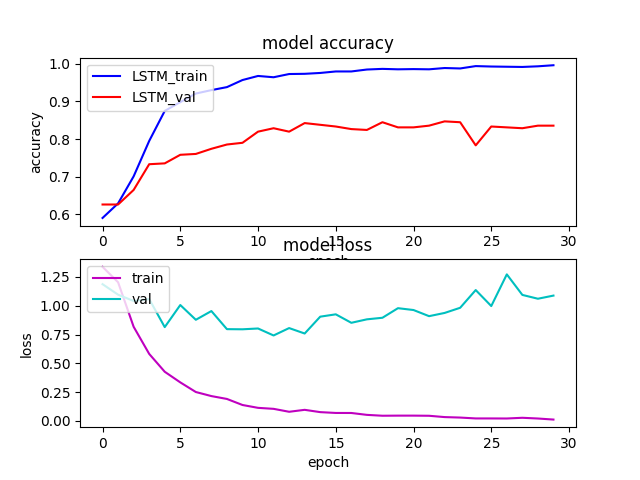 model accuracy
1.0
0.9
0.8
0.7
0.6
accuracy
LSTM_train
LSTM_val
0 5 10 15 20 25 30
epoch
model loss
1.25
1.00
0.75
0.50
0.25
0.00
loss
train
val
0 5 10 15 20 25 30
epoch